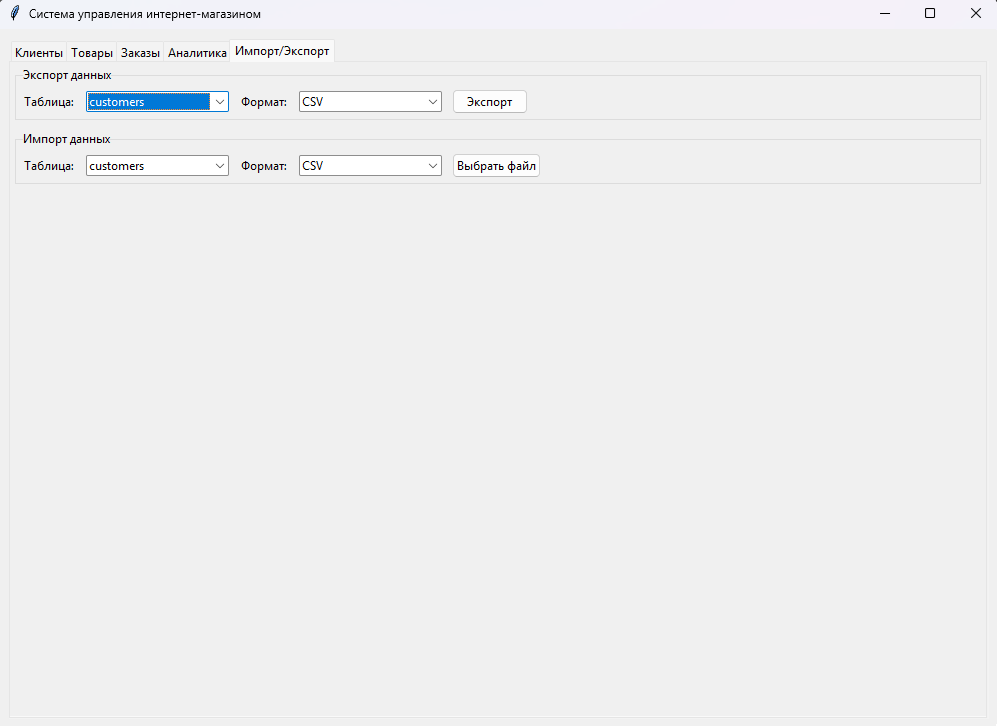 Система управления интернет-магазином
Клиенты Товары Заказы Аналитика Импорт/Экспорт
Экспорт данных
Таблица: customers Формат: CSV Экспорт
Импорт данных
Таблица: customers Формат: CSV Выбрать файл